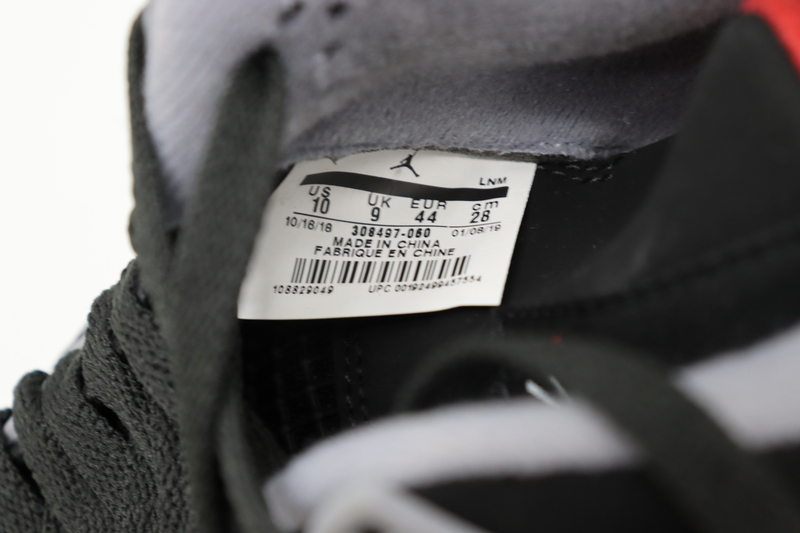 LNM
US UK EUR cm
10 9 44 28
10/16/18 308497-060 01/08/19
MADE IN CHINA
FABRIQUE EN CHINE
108829049 UPC 00192499457554